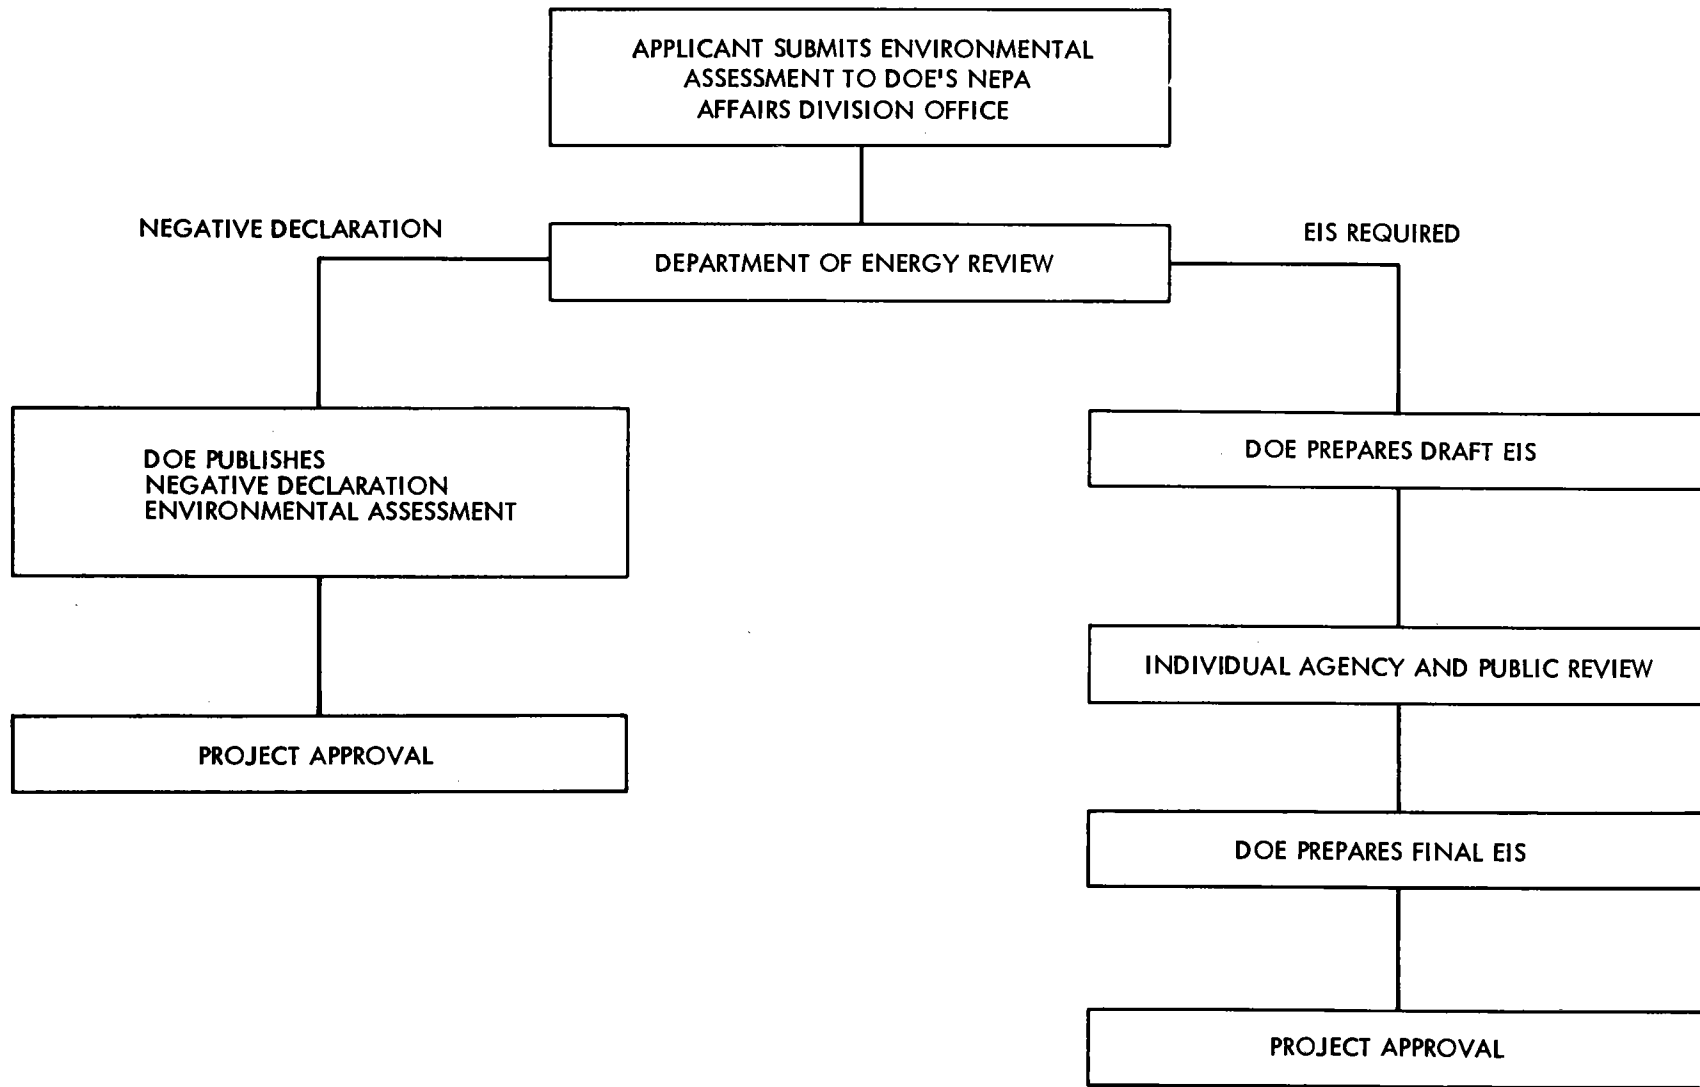 APPLICANT SUBMITS ENVIRONMENTAL
ASSESSMENT TO DOE'S NEPA
AFFAIRS DIVISION OFFICE
NEGATIVE DECLARATION
EIS REQUIRED
DEPARTMENT OF ENERGY REVIEW
DOE PUBLISHES
NEGATIVE DECLARATION
ENVIRONMENTAL ASSESSMENT
PROJECT APPROVAL
DOE PREPARES DRAFT EIS
INDIVIDUAL AGENCY AND PUBLIC REVIEW
DOE PREPARES FINAL EIS
PROJECT APPROVAL